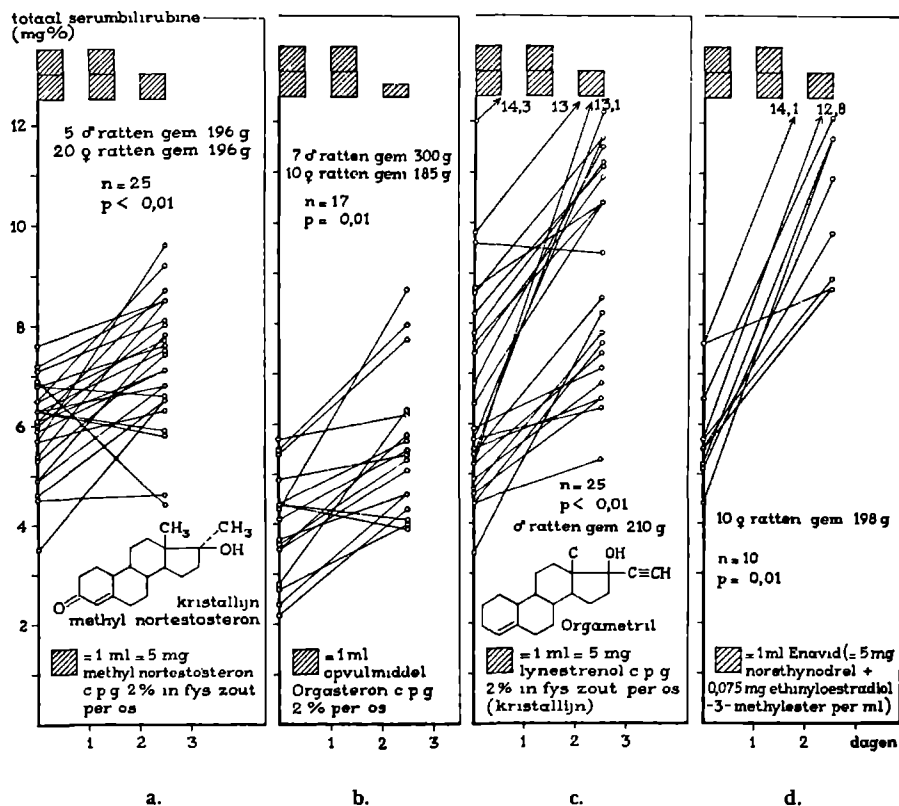 totaal serumbilirubine
(mg%)
12
10
8
6
4
2
5 ♂ ratten gem 196 g
20 ♀ ratten gem 196 g
n = 25
p < 0,01
CH₃
CH₃
OH
O
kristallijn
methyl nortestosteron
= 1 ml = 5 mg
methyl nortestosteron
c p g 2% in fys zout
per os
1 2 3
a.
7 ♂ ratten gem 300 g
10 ♀ ratten gem 185 g
n = 17
p = 0,01
= 1 ml
opvulmiddel
Orgasteron c p g
2 % per os
1 2 3
b.
14,3
13
13,1
n = 25
p < 0,01
♂ ratten gem 210 g
C
OH
C≡CH
Orgametril
= 1 ml = 5 mg
lynestrenol c p g
2% in fys zout per os
(kristallijn)
1 2 3
c.
14,1
12,8
10 ♀ ratten gem 198 g
n = 10
p = 0,01
= 1 ml Enavid (= 5 mg
norethynodrel +
0,075 mg ethinyloestradiol
-3- methylester per ml)
1 2 dagen
d.